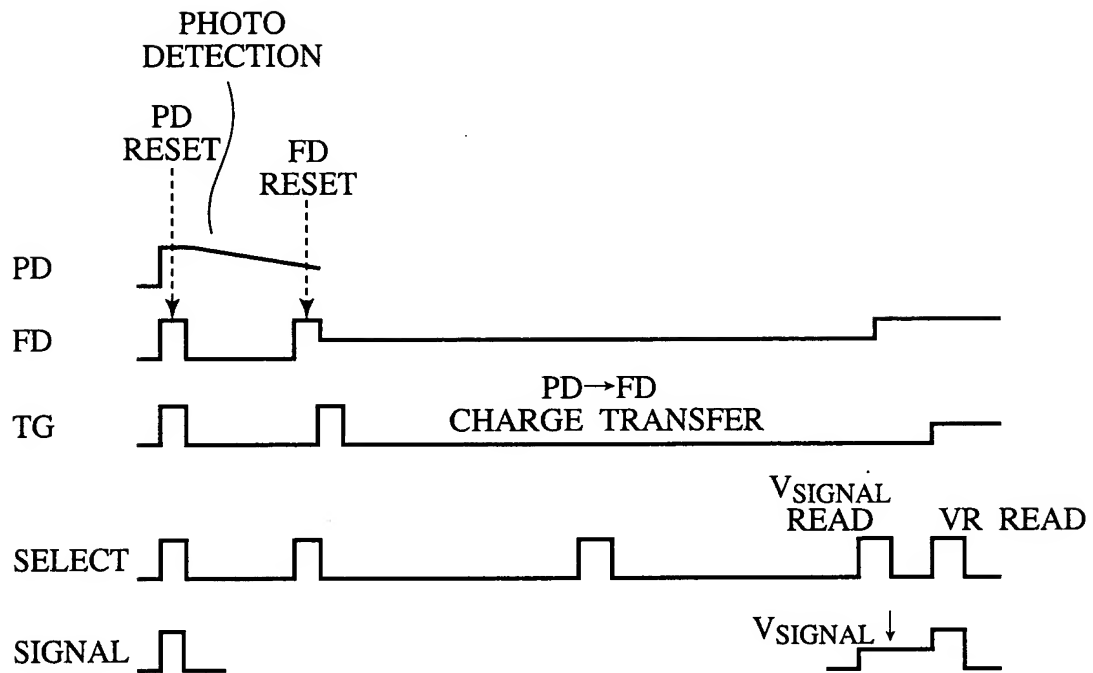 PHOTO
DETECTION
PD
RESET
FD
RESET
PD
FD
PD→FD
CHARGE TRANSFER
TG
VSIGNAL
READ
VR READ
SELECT
VSIGNAL ↓
SIGNAL